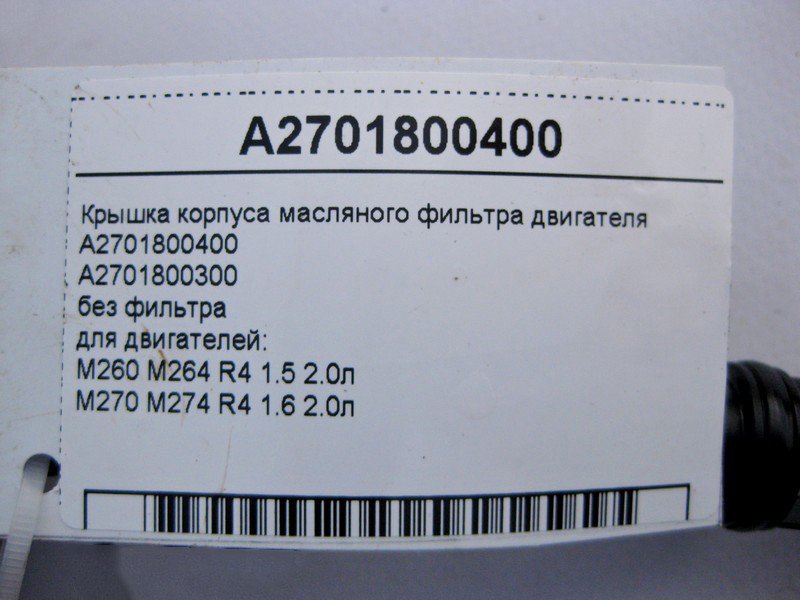 A2701800400
Крышка корпуса масляного фильтра двигателя
A2701800400
A2701800300
без фильтра
для двигателей:
M260 M264 R4 1.5 2.0л
M270 M274 R4 1.6 2.0л